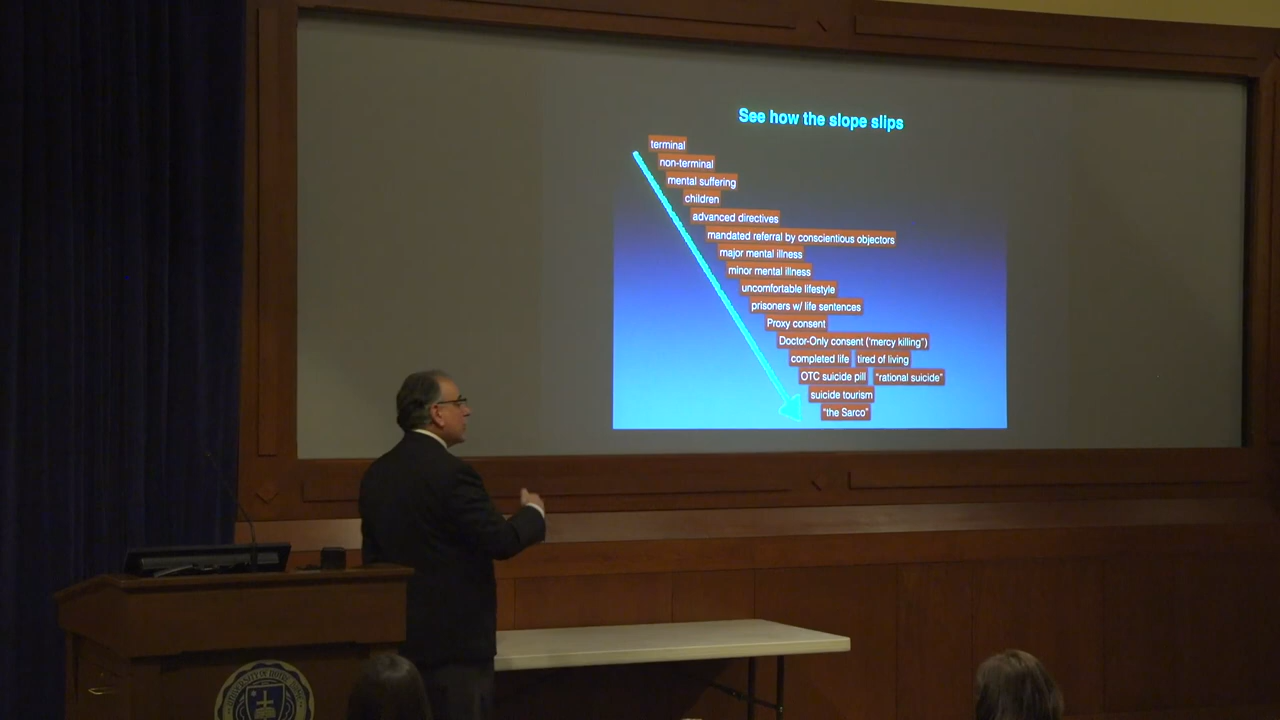 See how the slope slips
terminal
non-terminal
mental suffering
children
advanced directives
mandated referral by conscientious objectors
major mental illness
minor mental illness
uncomfortable lifestyle
prisoners w/ life sentences
Proxy consent
Doctor-Only consent ('mercy killing")
completed life tired of living
OTC suicide pill "rational suicide"
suicide tourism
"the Sarco"